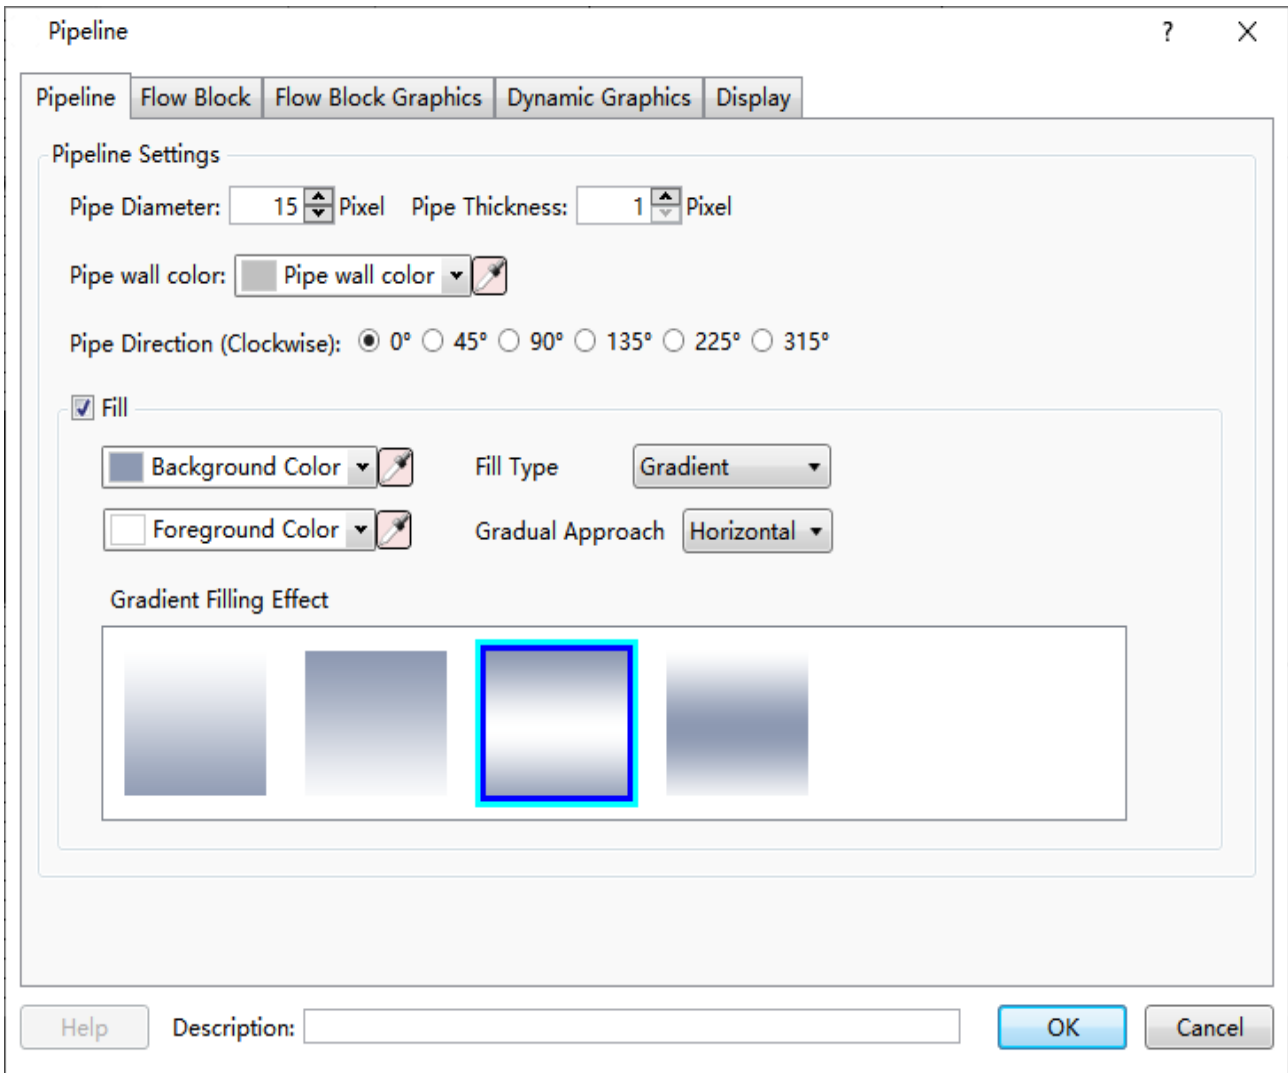 Pipeline ?
Pipeline Flow Block Flow Block Graphics Dynamic Graphics Display
Pipeline Settings
Pipe Diameter: 15 Pixel Pipe Thickness: 1 Pixel
Pipe wall color: Pipe wall color
Pipe Direction (Clockwise): 0° 45° 90° 135° 225° 315°
Fill
Background Color Fill Type Gradient
Foreground Color Gradual Approach Horizontal
Gradient Filling Effect
Help Description: OK Cancel